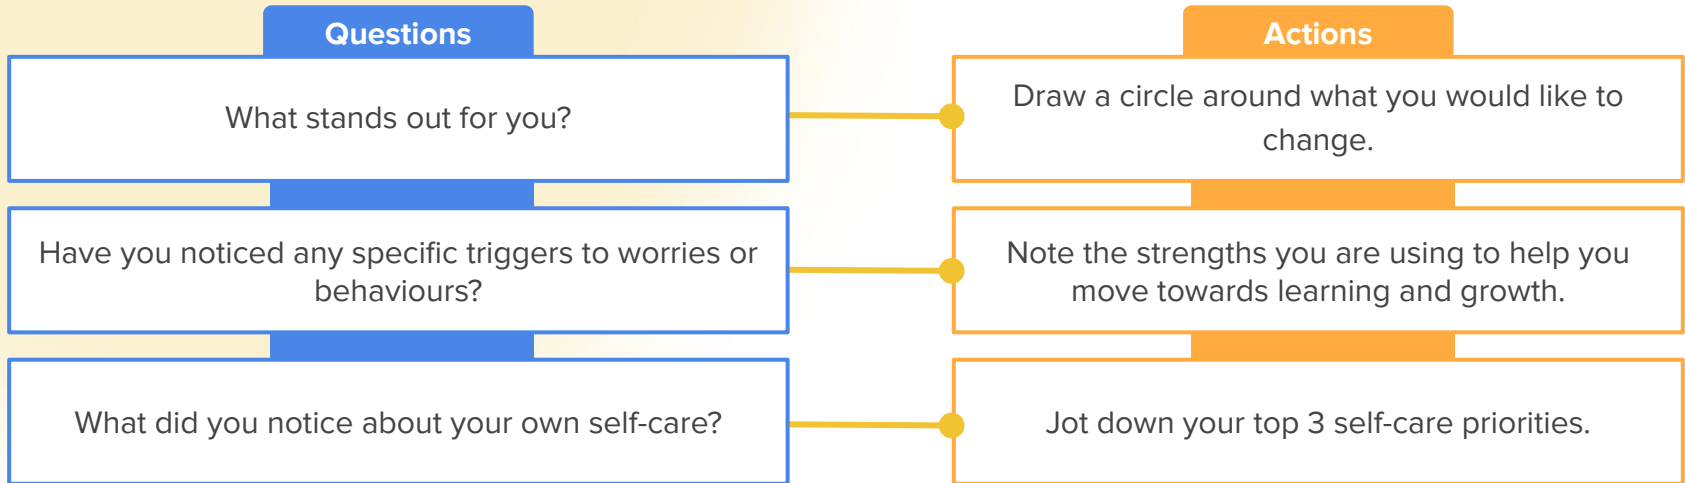 Questions
Actions
What stands out for you?
Draw a circle around what you would like to
change.
Have you noticed any specific triggers to worries or
behaviours?
Note the strengths you are using to help you
move towards learning and growth.
What did you notice about your own self-care?
Jot down your top 3 self-care priorities.